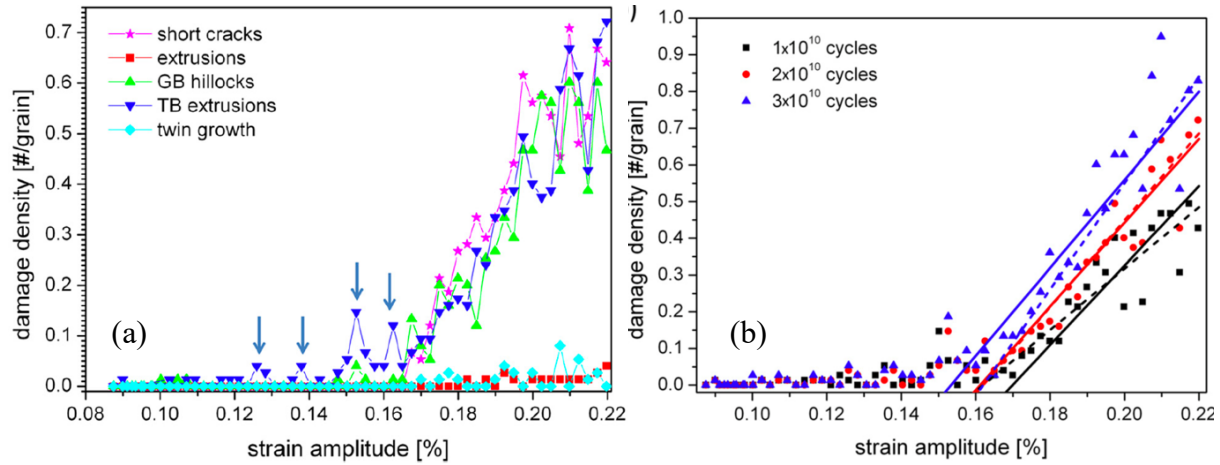 0.7
0.6
0.5
0.4
0.3
0.2
0.1
0.0
damage density [#/grain]
short cracks
extrusions
GB hillocks
TB extrusions
twin growth
(a)
0.08 0.10 0.12 0.14 0.16 0.18 0.20 0.22
strain amplitude [%]
)
1.0
0.9
0.8
0.7
0.6
0.5
0.4
0.3
0.2
0.1
0.0
damage density [#/grain]
1x10¹⁰ cycles
2x10¹⁰ cycles
3x10¹⁰ cycles
(b)
0.10 0.12 0.14 0.16 0.18 0.20 0.22
strain amplitude [%]